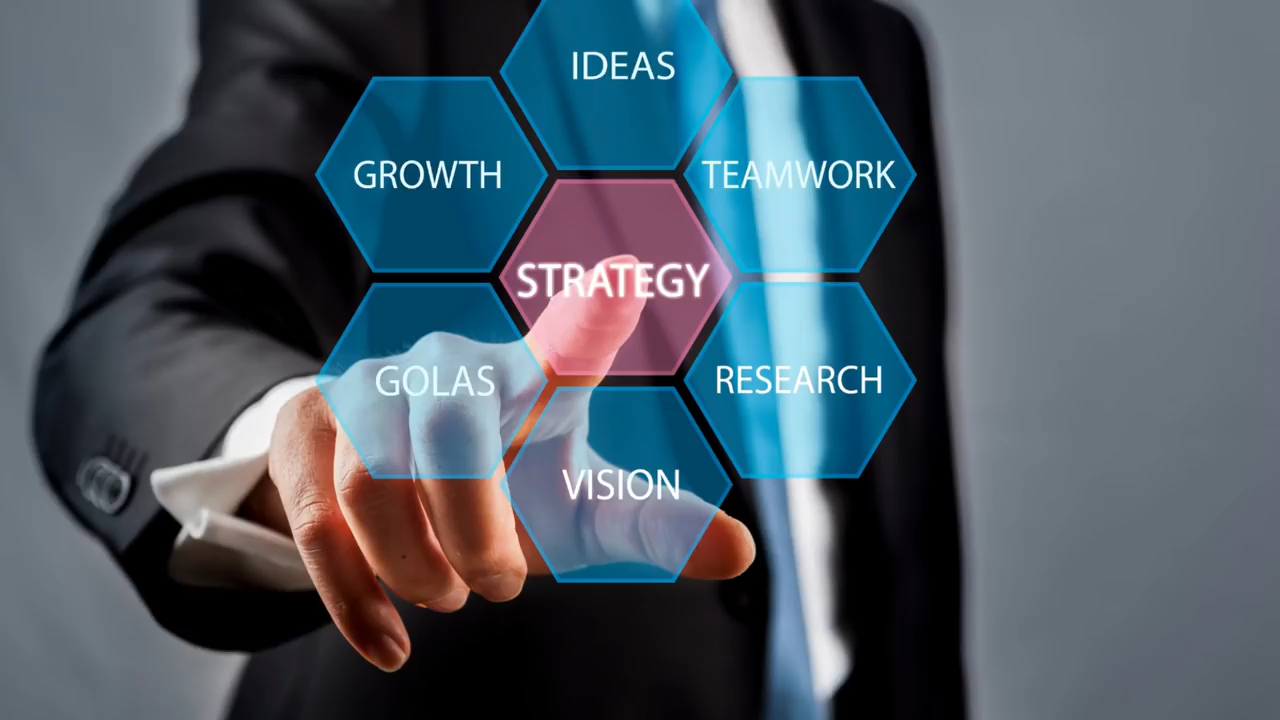 IDEAS
GROWTH
TEAMWORK
STRATEGY
GOLAS
RESEARCH
VISION